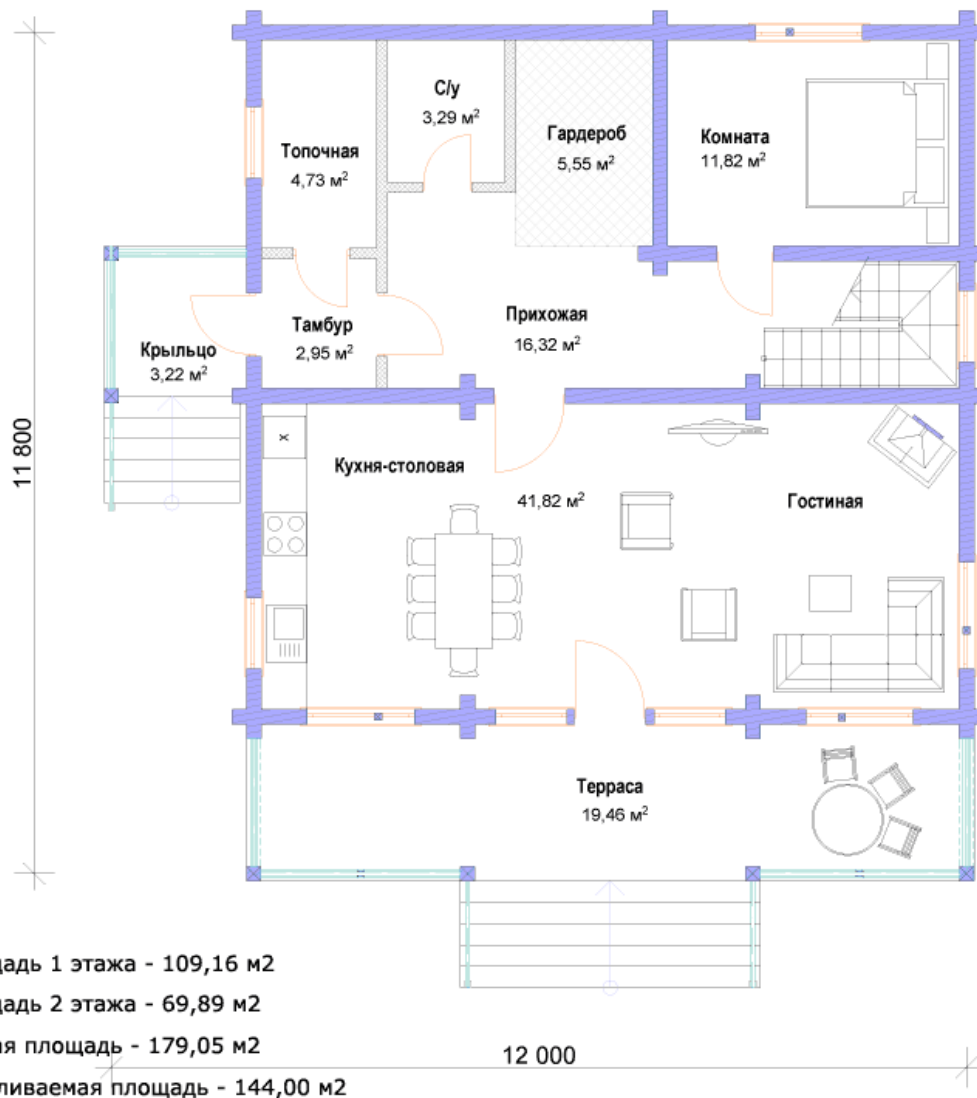 С/у
3,29 м²
Гардероб
5,55 м²
Комната
11,82 м²
Топочная
4,73 м²
Прихожая
16,32 м²
Тамбур
2,95 м²
Крыльцо
3,22 м²
11 800
x
Кухня-столовая
41,82 м²
Гостиная
Терраса
19,46 м²
щадь 1 этажа - 109,16 м2
щадь 2 этажа - 69,89 м2
ая площадь - 179,05 м2
ливаемая площадь - 144,00 м2
12 000